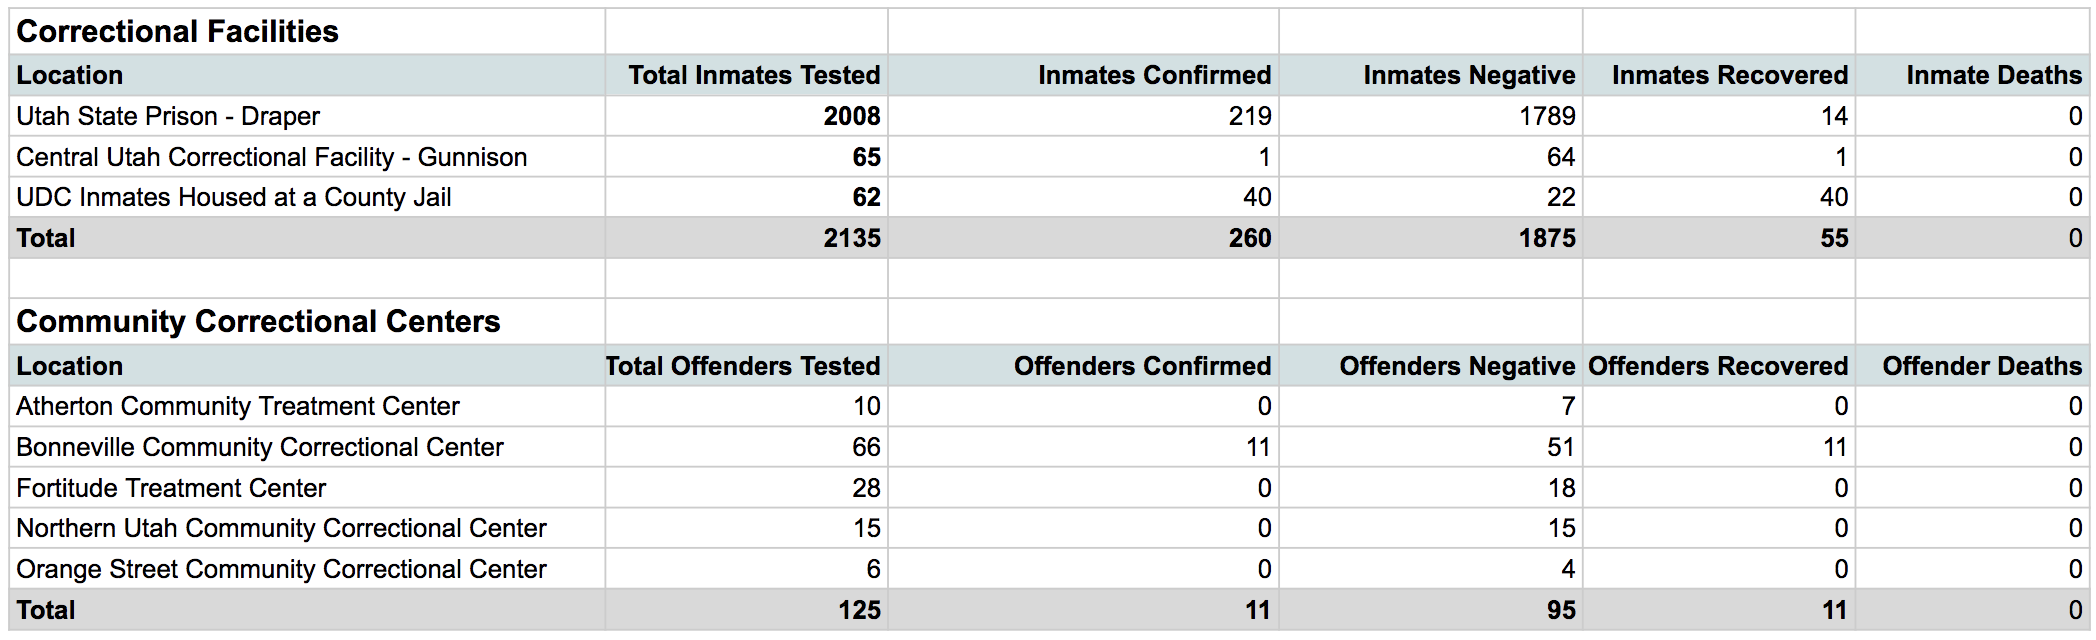 Correctional Facilities
Location Total Inmates Tested Inmates Confirmed Inmates Negative Inmates Recovered Inmate Deaths
Utah State Prison - Draper 2008 219 1789 14 0
Central Utah Correctional Facility - Gunnison 65 1 64 1 0
UDC Inmates Housed at a County Jail 62 40 22 40 0
Total 2135 260 1875 55 0
Community Correctional Centers
Location Total Offenders Tested Offenders Confirmed Offenders Negative Offenders Recovered Offender Deaths
Atherton Community Treatment Center 10 0 7 0 0
Bonneville Community Correctional Center 66 11 51 11 0
Fortitude Treatment Center 28 0 18 0 0
Northern Utah Community Correctional Center 15 0 15 0 0
Orange Street Community Correctional Center 6 0 4 0 0
Total 125 11 95 11 0